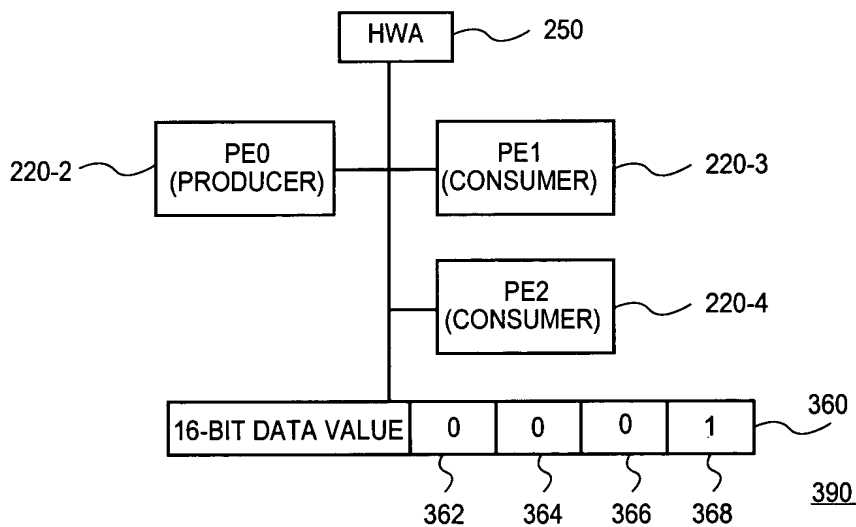 HWA
250
PE0
(PRODUCER)
220-2
PE1
(CONSUMER)
220-3
PE2
(CONSUMER)
220-4
16-BIT DATA VALUE 0 0 0 1
360
362 364 366 368
390